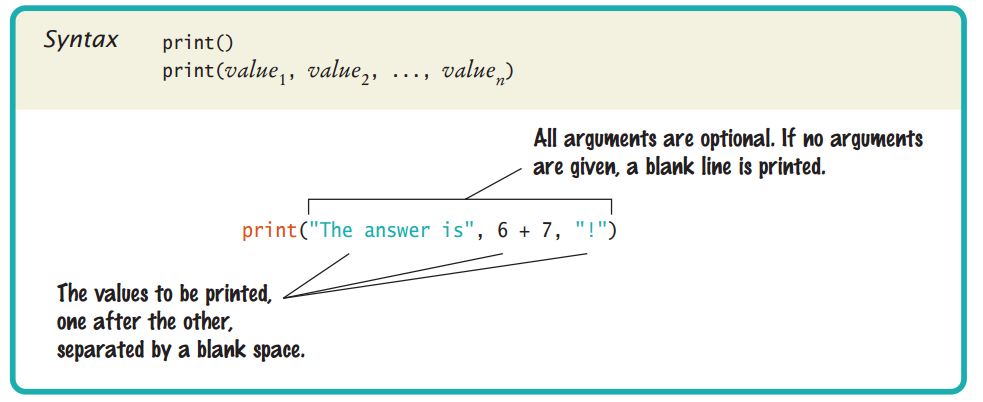 Syntax print()
print(value1, value2, ..., valuen)
All arguments are optional. If no arguments
are given, a blank line is printed.
print("The answer is", 6 + 7, "!")
The values to be printed,
one after the other,
separated by a blank space.